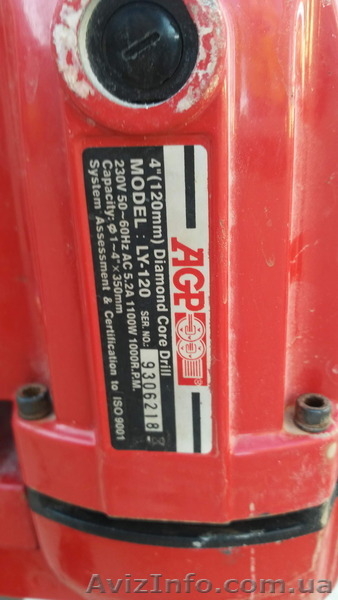 AGP
4" (120mm) Diamond Core Drill
MODEL : LY-120 SER. NO.: 9306218
230V 50~60Hz AC 5.2A 1100W 1000R.P.M.
Capacity: φ 1~4"×350mm
System Assessment & Certification to ISO 9001
© AvizInfo.com.ua